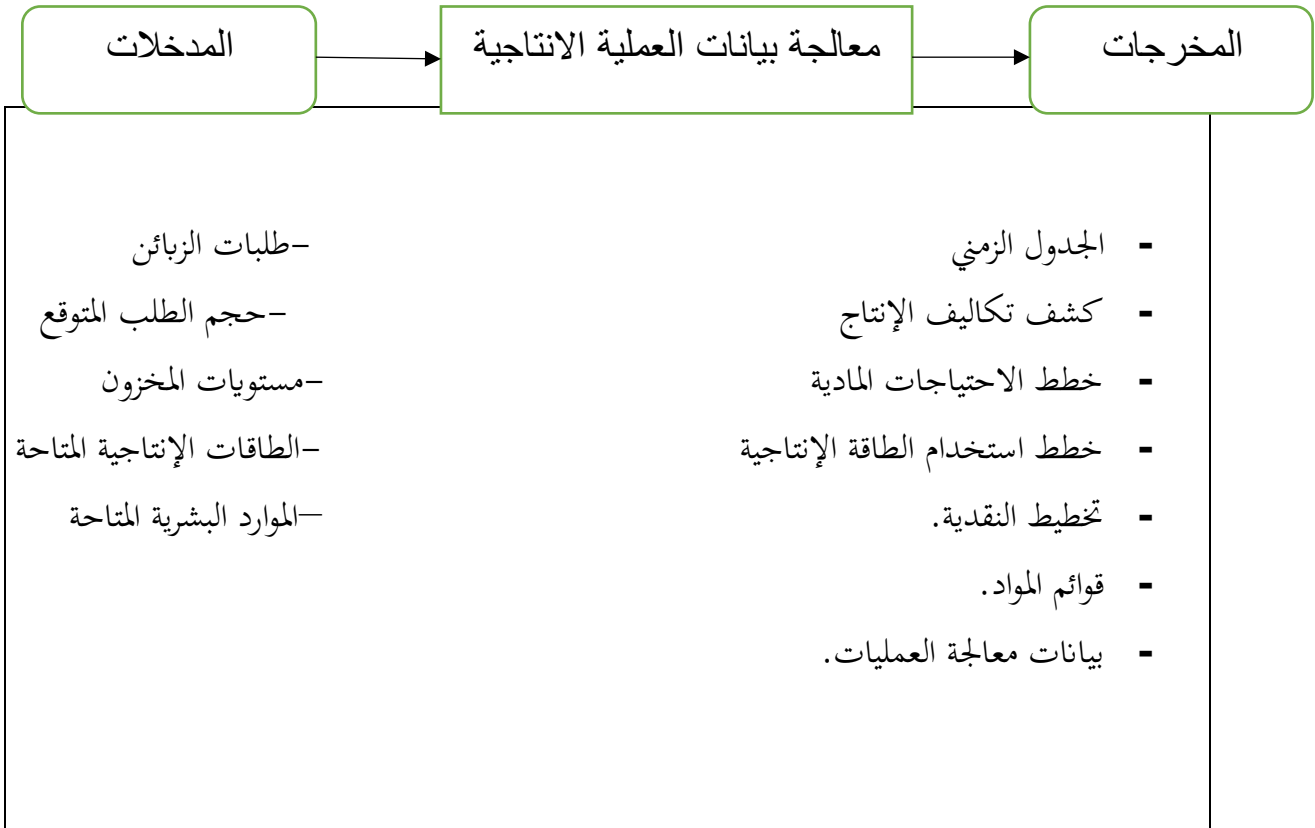 المخرجات
معالجة بيانات العملية الانتاجية
المدخلات
- الجدول الزمني
- كشف تكاليف الإنتاج
- خطط الاحتياجات المادية
- خطط استخدام الطاقة الإنتاجية
- تخطيط النقدية.
- قوائم المواد.
- بيانات معالجة العمليات.
-طلبات الزبائن
-حجم الطلب المتوقع
-مستويات المخزون
-الطاقات الإنتاجية المتاحة
–الموارد البشرية المتاحة